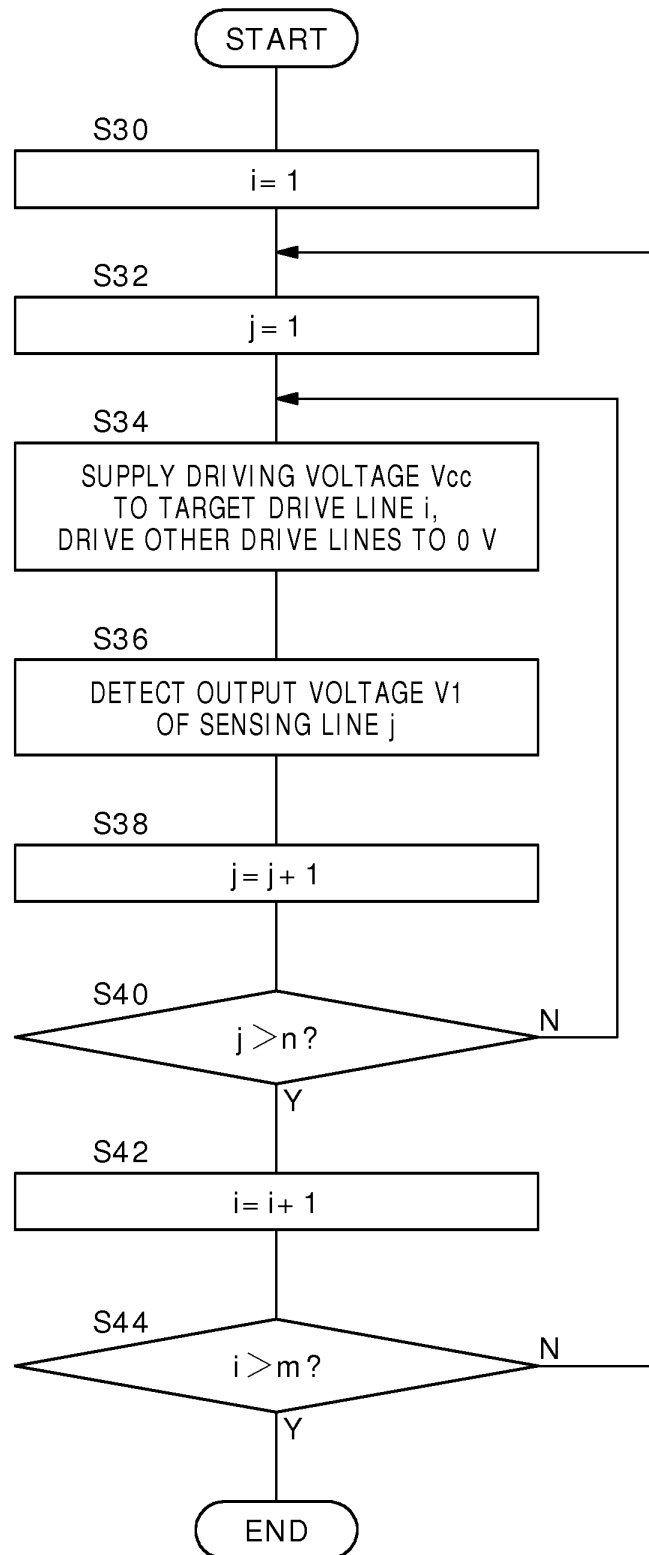 START
S30
i= 1
S32
j= 1
S34
SUPPLY DRIVING VOLTAGE Vcc
TO TARGET DRIVE LINE i,
DRIVE OTHER DRIVE LINES TO 0 V
S36
DETECT OUTPUT VOLTAGE V1
OF SENSING LINE j
S38
j= j+ 1
S40
j >n?
N
Y
S42
i= i+ 1
S44
i >m?
N
Y
END